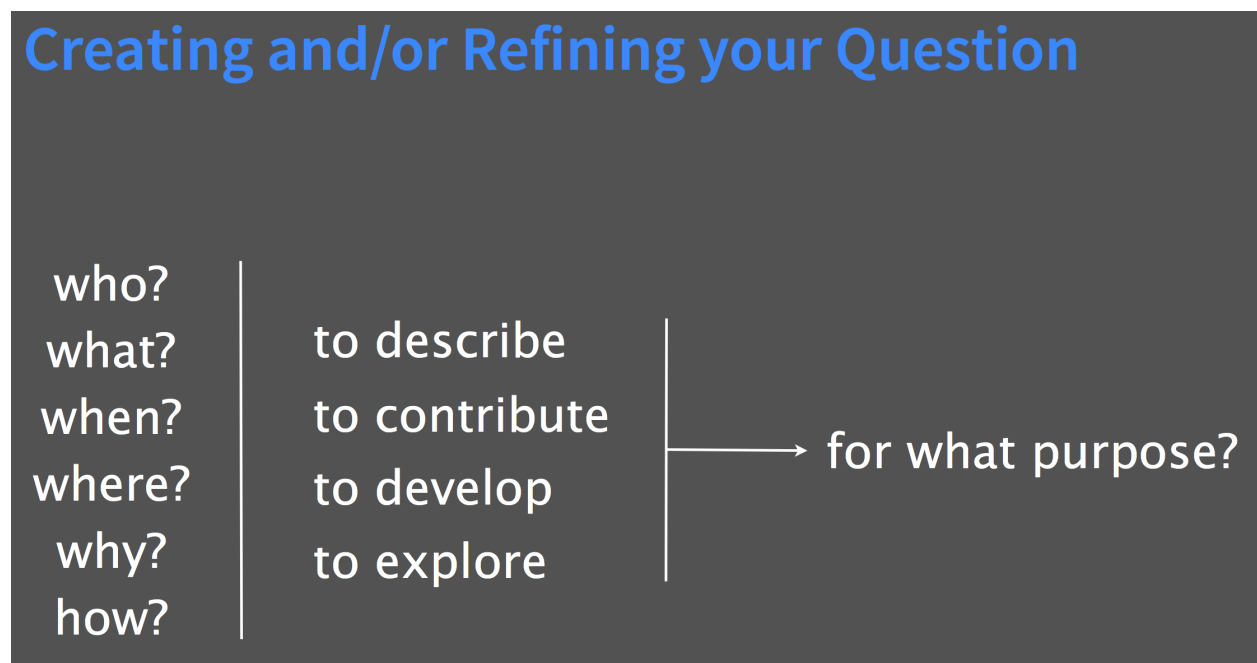 Creating and/or Refining your Question
who?
what?
when?
where?
why?
how?
to describe
to contribute
to develop
to explore
for what purpose?